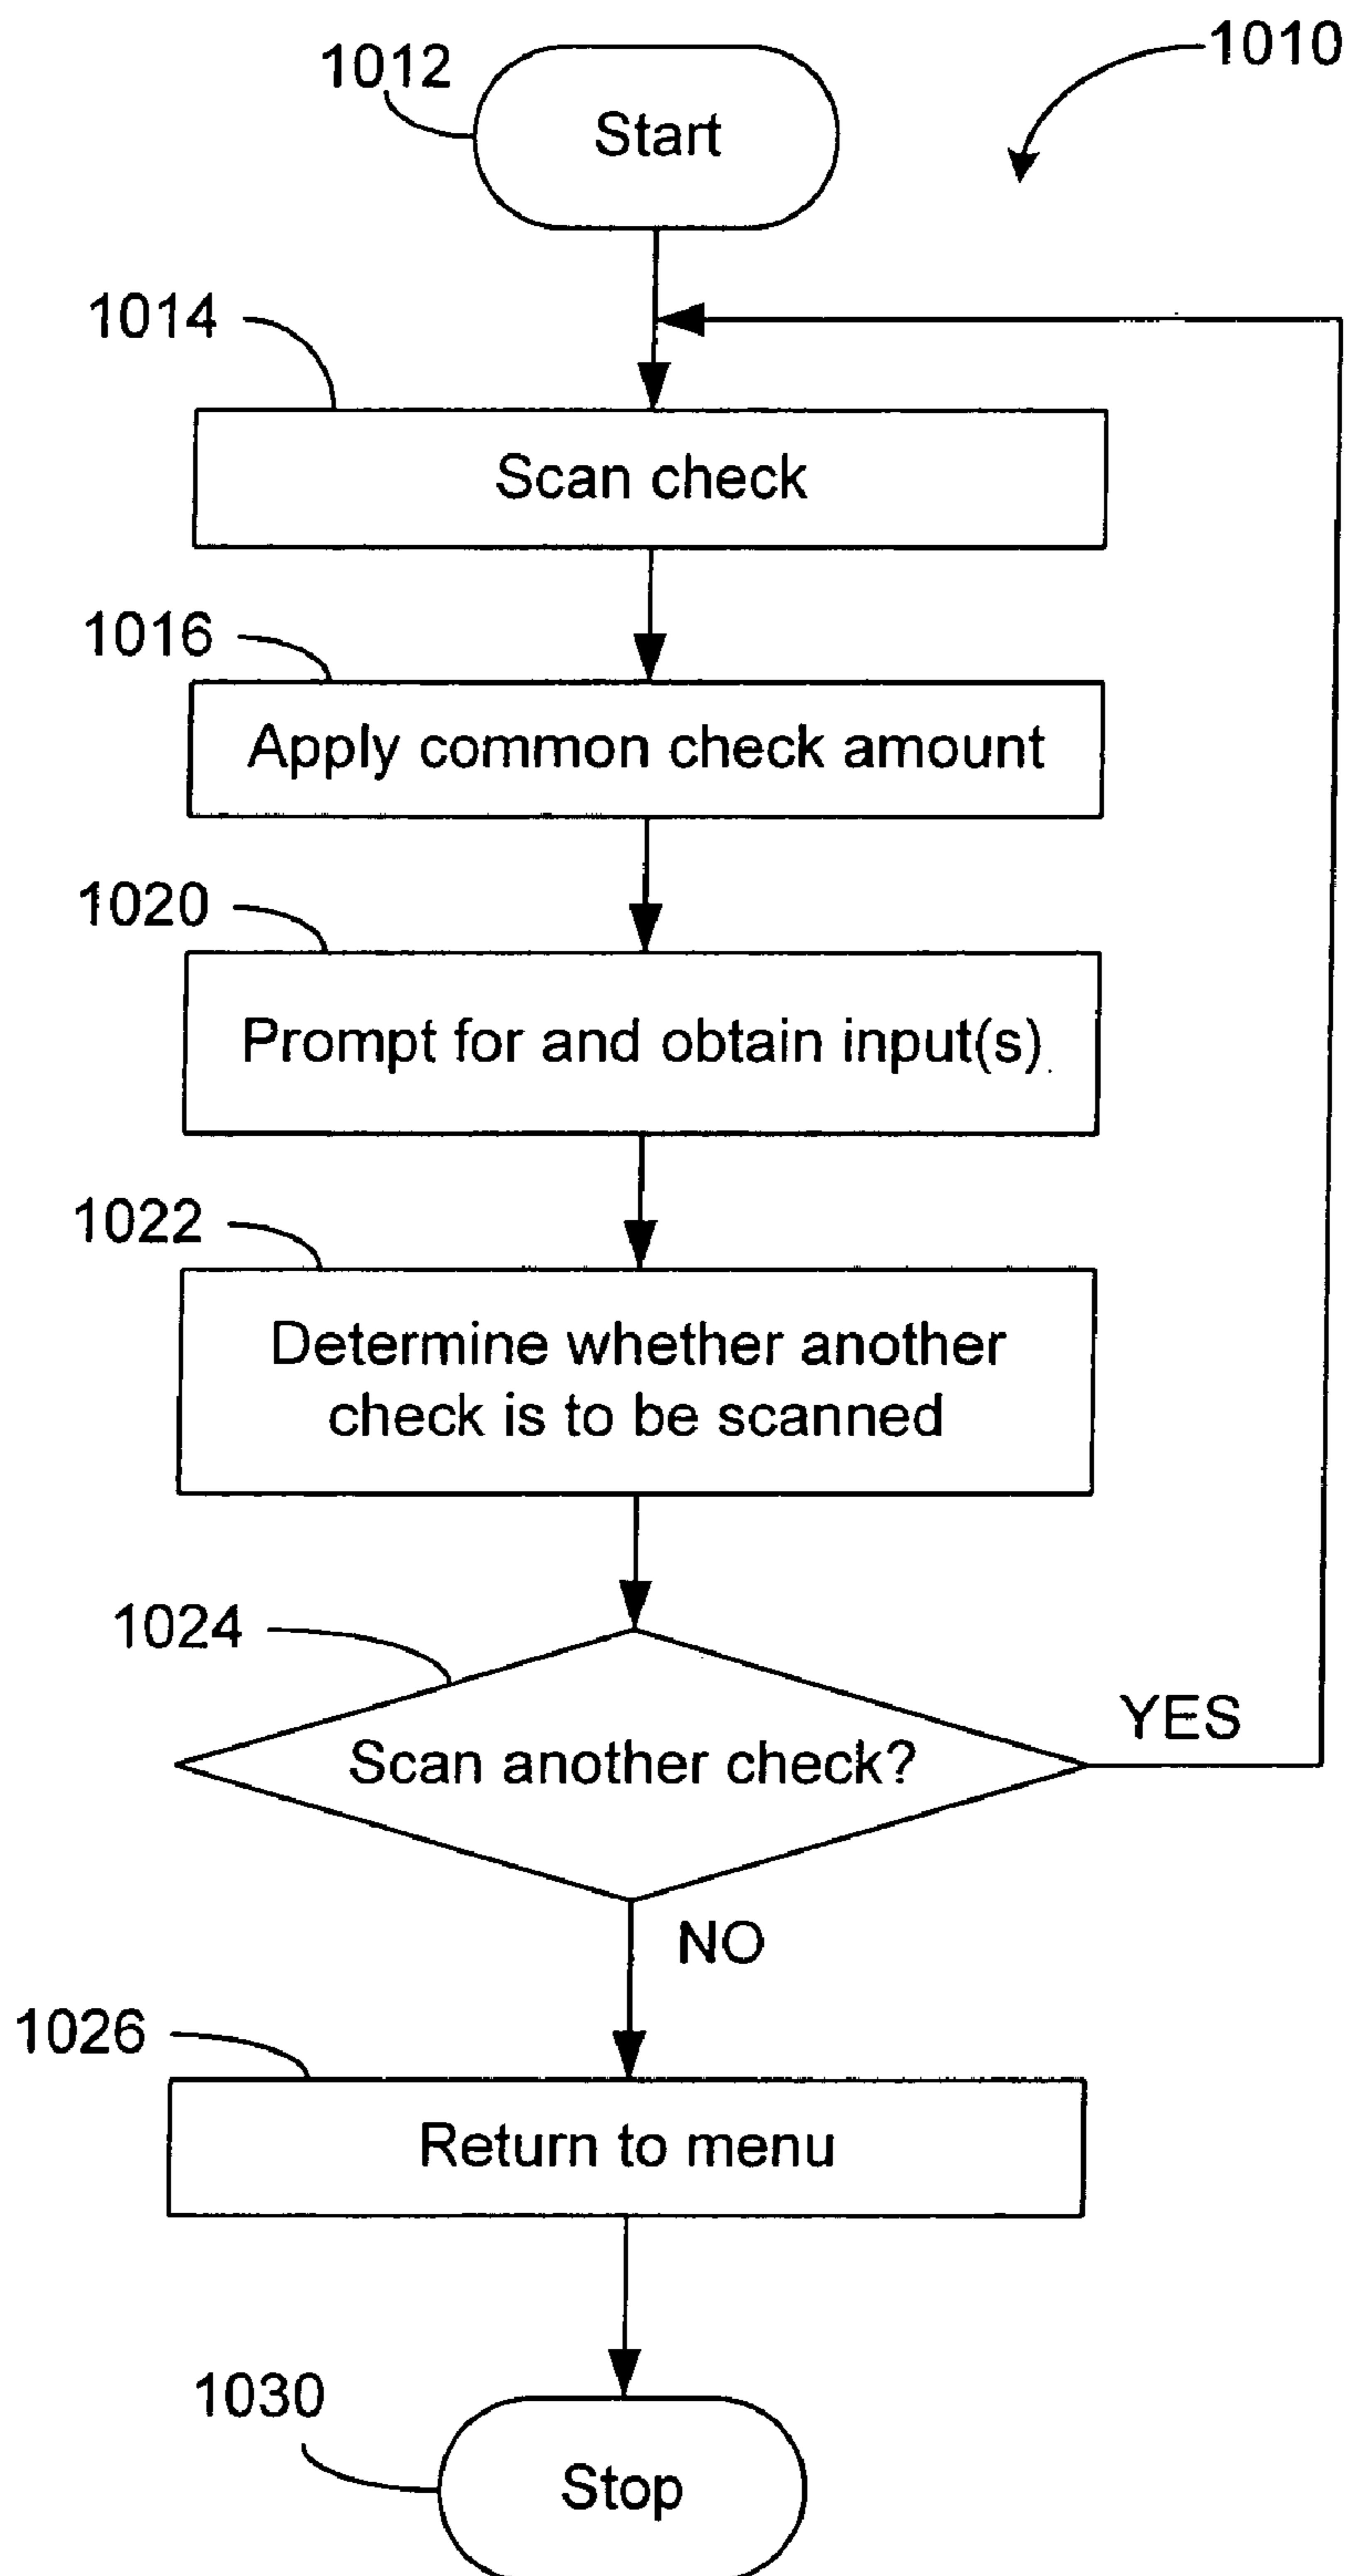 1010
1012
Start
1014
Scan check
1016
Apply common check amount
1020
Prompt for and obtain input(s)
1022
Determine whether another
check is to be scanned
1024
Scan another check?
YES
NO
1026
Return to menu
1030
Stop